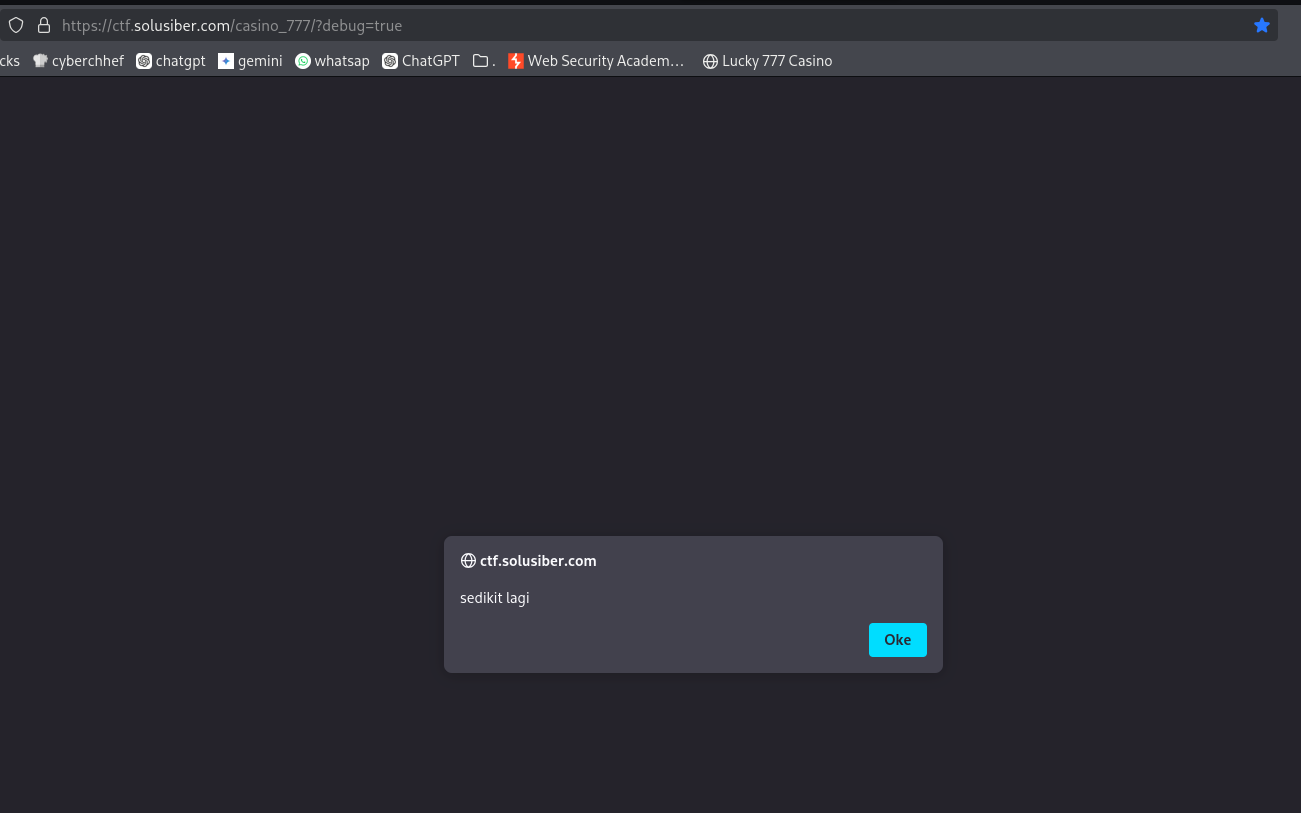 https://ctf.solusiber.com/casino_777/?debug=true
cks cyberchhef chatgpt gemini whatsap ChatGPT . Web Security Academ… Lucky 777 Casino
ctf.solusiber.com
sedikit lagi
Oke